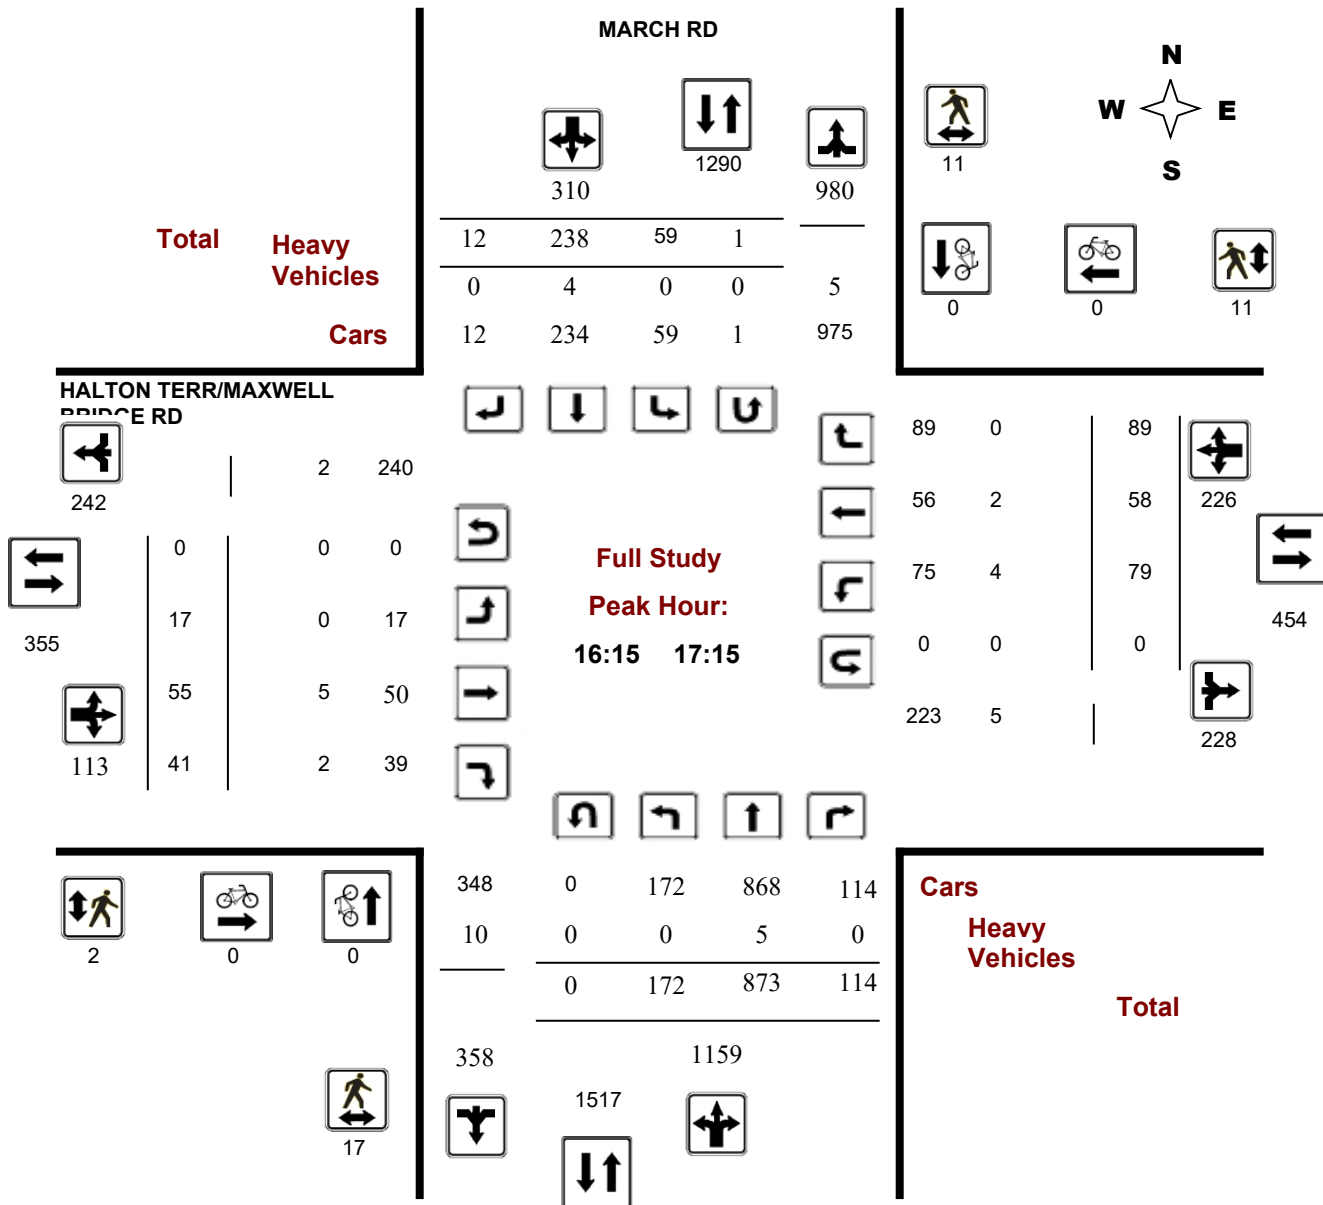 MARCH RD
N
W E
S
310
1290
980
11
Total
Heavy
Vehicles
Cars
12 238 59 1
0 4 0 0 5
12 234 59 1 975
0 0 11
HALTON TERR/MAXWELL
BRIDGE RD
242
2 240
0 0 0
17 0 17
355
55 5 50
113
41 2 39
Full Study
Peak Hour:
16:15 17:15
89 0 89
56 2 58
226
75 4 79
454
0 0 0
223 5
228
2 0 0
17
348 0 172 868 114
10 0 0 5 0
0 172 873 114
358 1159
1517
Cars
Heavy
Vehicles
Total